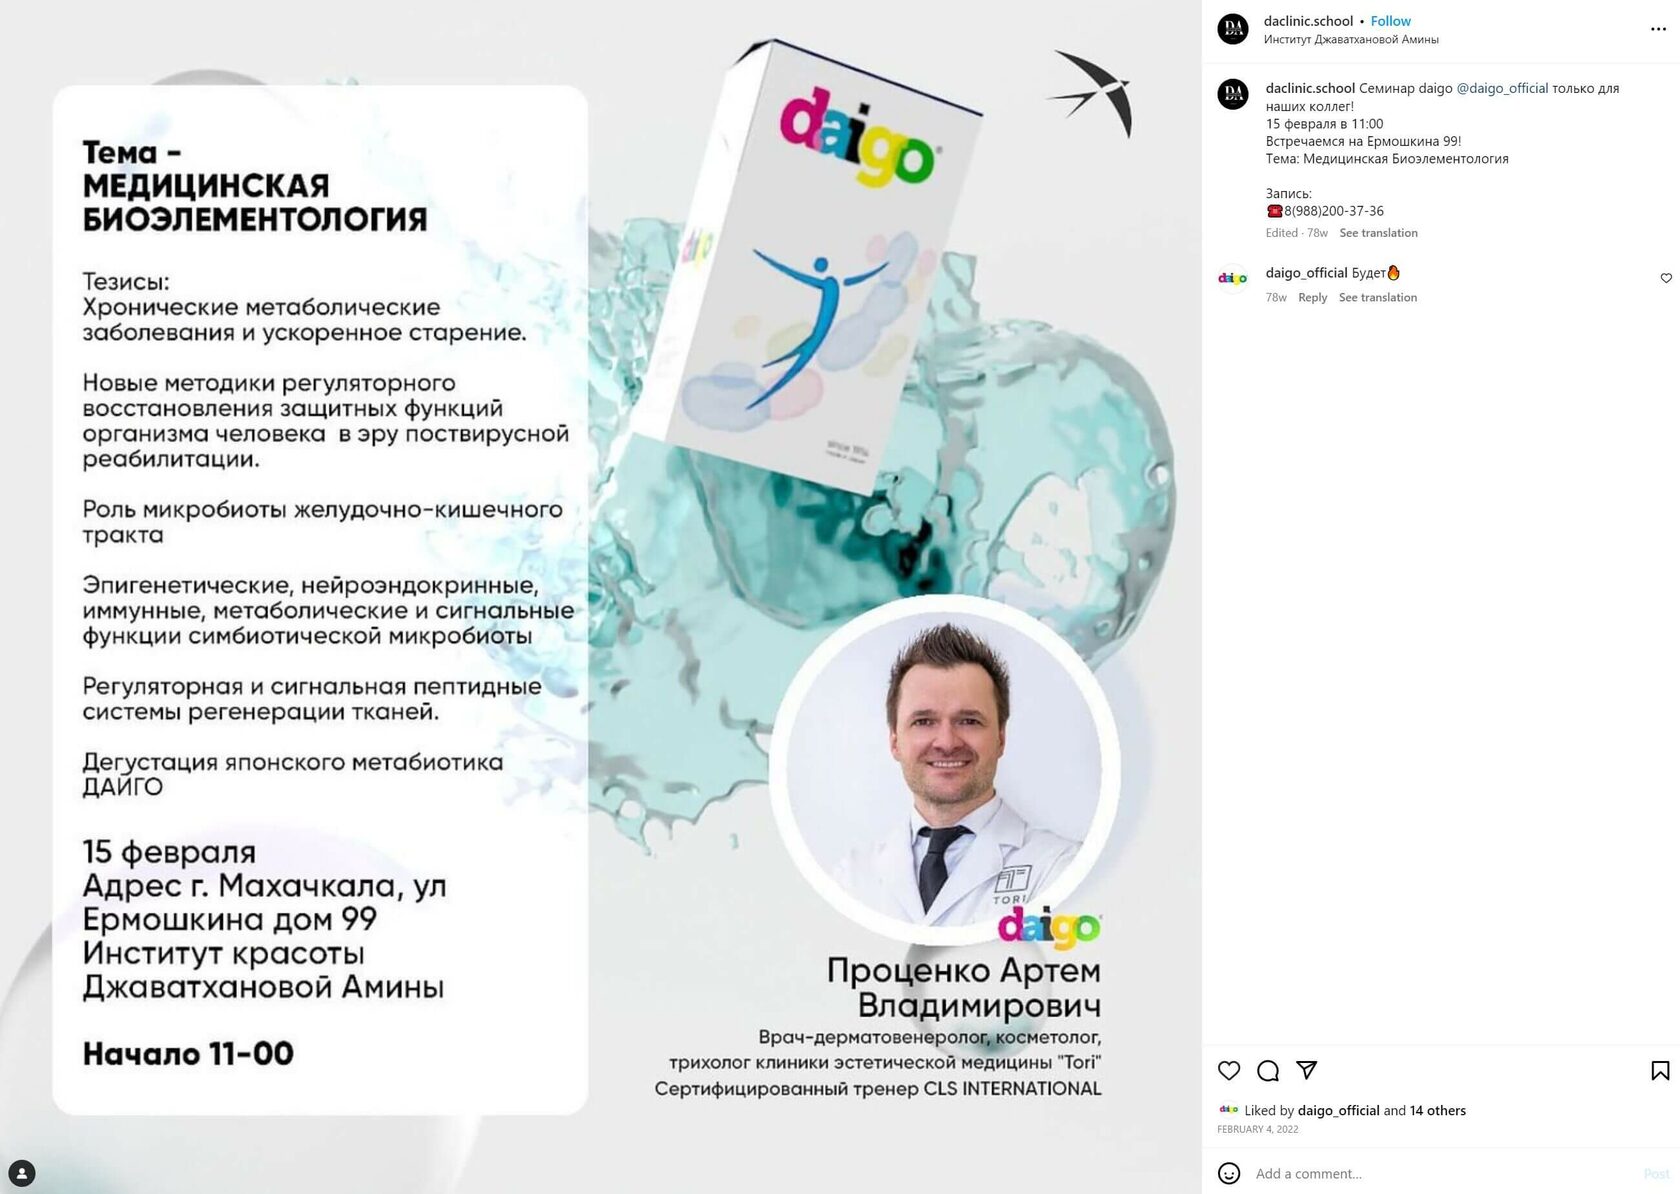 Тема -
МЕДИЦИНСКАЯ
БИОЭЛЕМЕНТОЛОГИЯ
Тезисы:
Хронические метаболические
заболевания и ускоренное старение.
Новые методики регуляторного
восстановления защитных функций
организма человека в эру поствирусной
реабилитации.
Роль микробиоты желудочно-кишечного
тракта
Эпигенетические, нейроэндокринные,
иммунные, метаболические и сигнальные
функции симбиотической микробиоты
Регуляторная и сигнальная пептидные
системы регенерации тканей.
Дегустация японского метабиотика
ДАЙГО
15 февраля
Адрес г. Махачкала, ул
Ермошкина дом 99
Институт красоты
Джаватхановой Амины
Начало 11-00
daigo
daigo
TORI
daigo
Проценко Артем
Владимирович
Врач-дерматовенеролог, косметолог,
трихолог клиники эстетической медицины "Tori"
Сертифицированный тренер CLS INTERNATIONAL
DA
daclinic.school • Follow
Институт Джаватхановой Амины
DA
daclinic.school Семинар daigo @daigo_official только для
наших коллег!
15 февраля в 11:00
Встречаемся на Ермошкина 99!
Тема: Медицинская Биоэлементология
Запись:
☎️8(988)200-37-36
Edited · 78w See translation
daigo
daigo_official Будет🔥
78w Reply See translation
daigo
Liked by daigo_official and 14 others
FEBRUARY 4, 2022
Add a comment...
Post